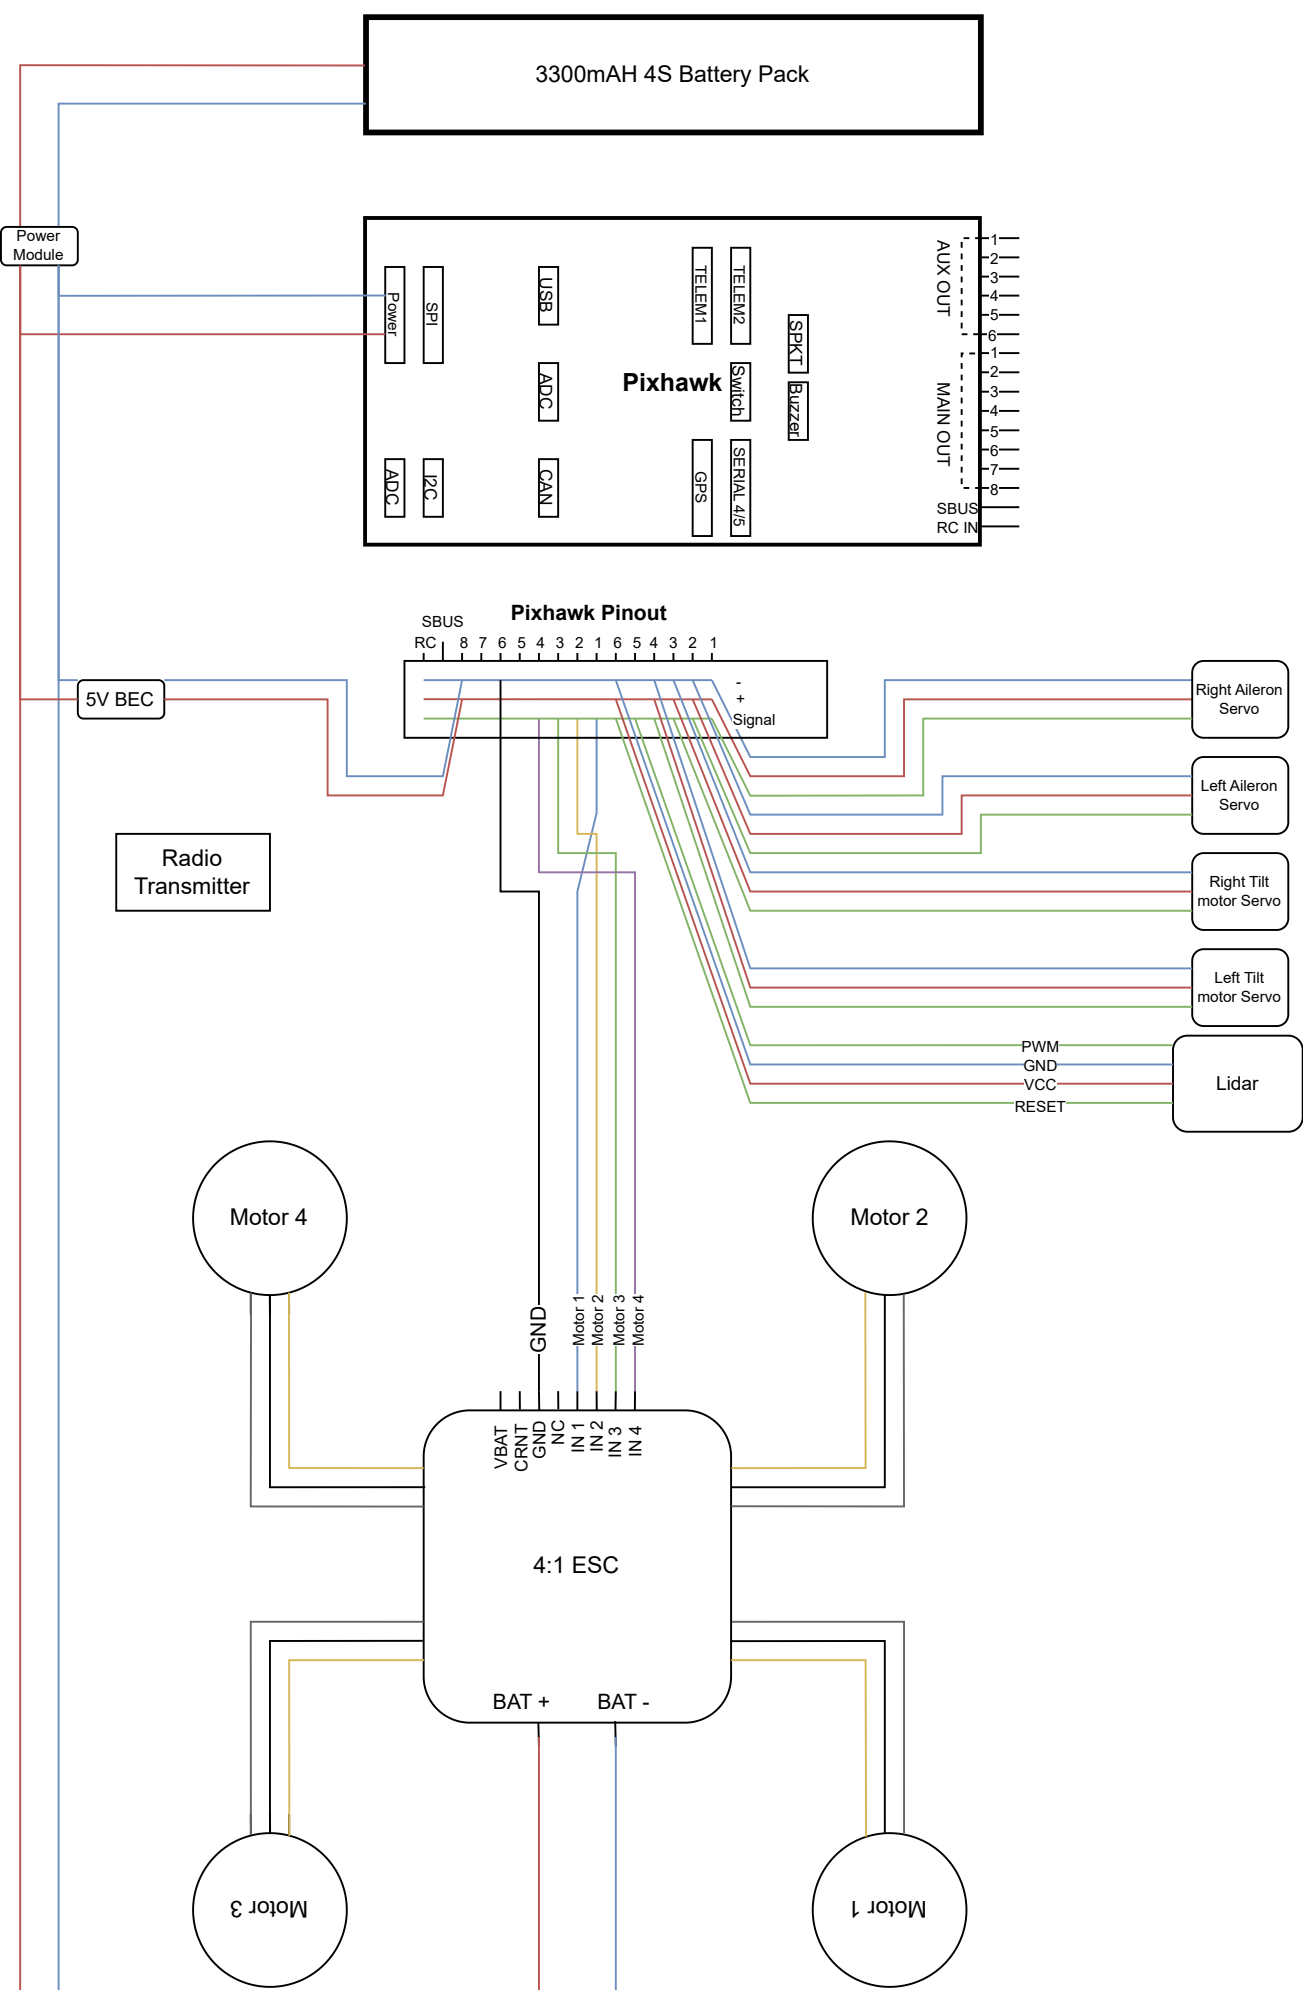 3300mAH 4S Battery Pack
Power
Module
Power
SPI
USB
TELEM1
TELEM2
SPKT
AUX OUT
1
2
3
4
5
6
ADC
Pixhawk
Switch
Buzzer
MAIN OUT
1
2
3
4
5
6
7
8
ADC
I2C
CAN
GPS
SERIAL 4/5
SBUS
RC IN
Pixhawk Pinout
SBUS
RC 8 7 6 5 4 3 2 1 6 5 4 3 2 1
-
+
Signal
5V BEC
Right Aileron
Servo
Left Aileron
Servo
Radio
Transmitter
Right Tilt
motor Servo
Left Tilt
motor Servo
PWM
GND
VCC
RESET
Lidar
Motor 4
Motor 2
GND
Motor 1
Motor 2
Motor 3
Motor 4
VBAT
CRNT
GND
NC
IN 1
IN 2
IN 3
IN 4
4:1 ESC
BAT + BAT -
Motor 3
Motor 1